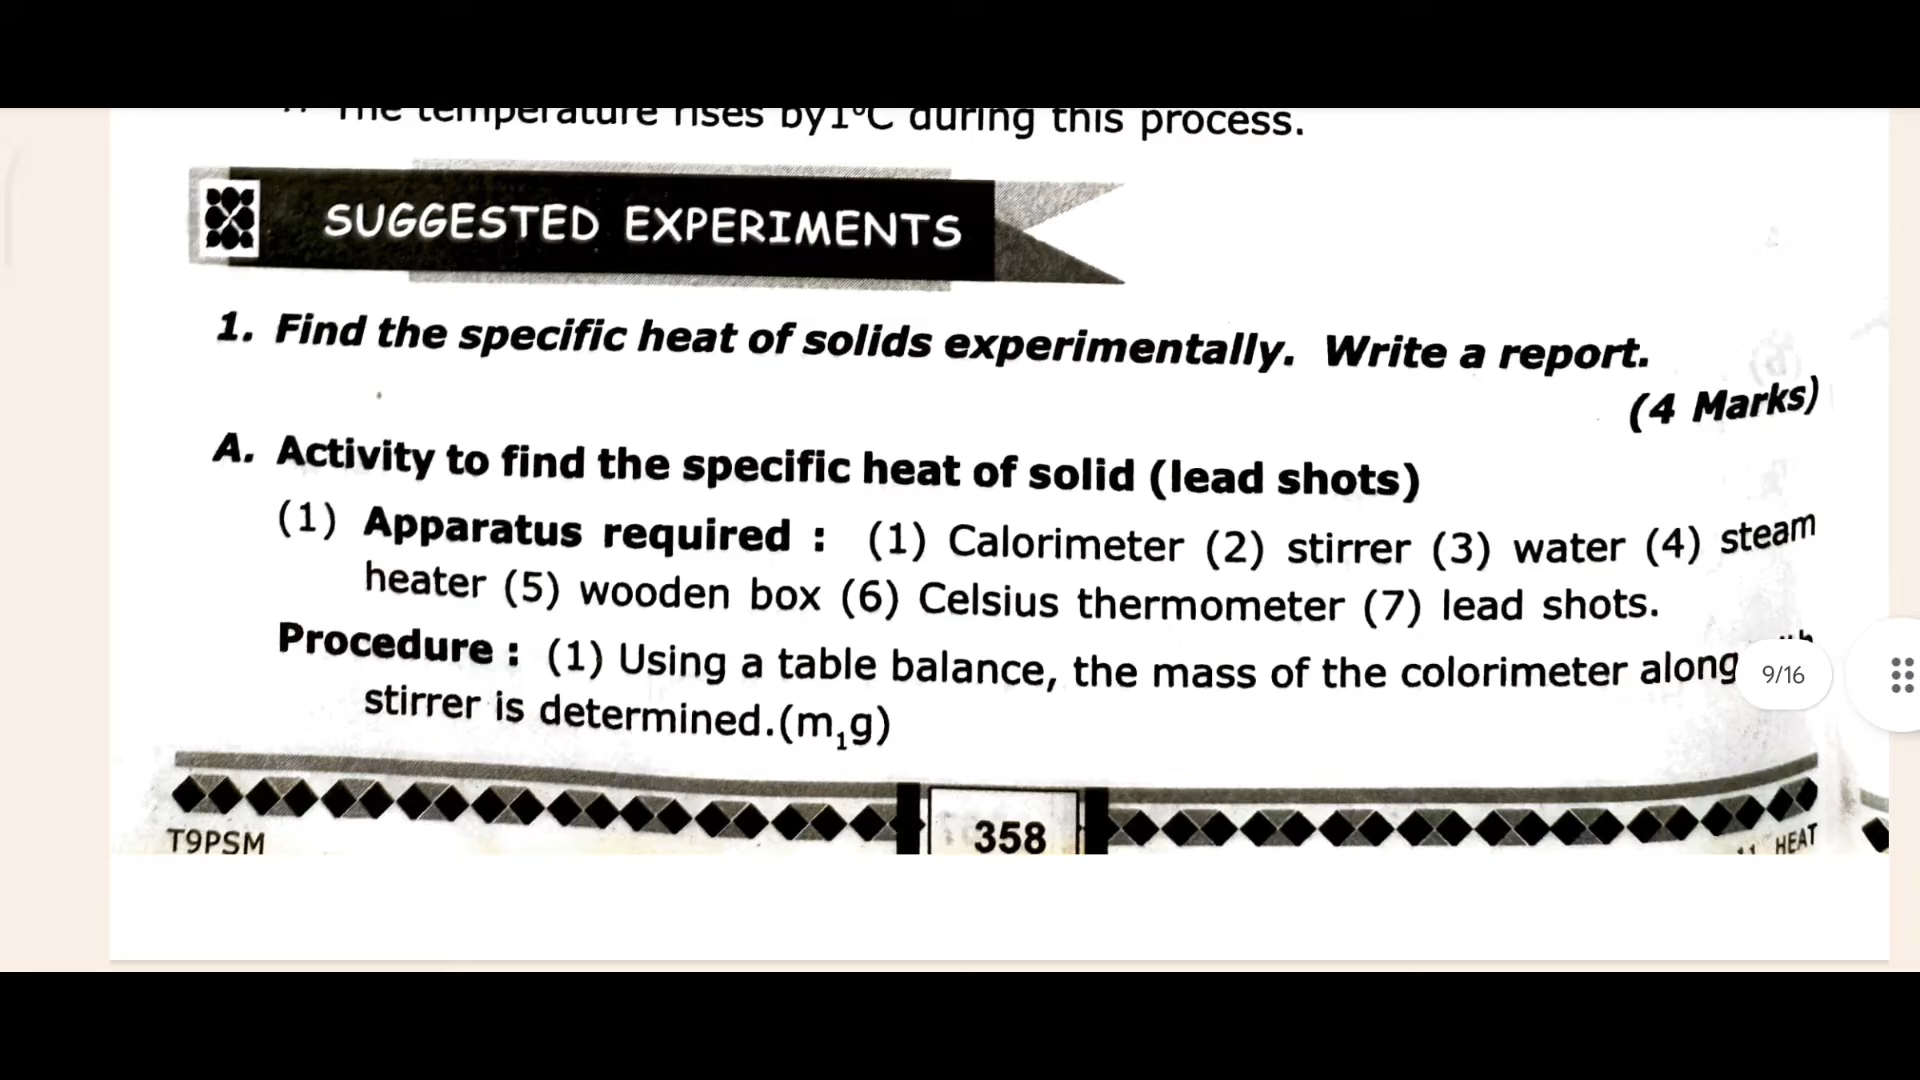 The temperature rises by1°C during this process.
SUGGESTED EXPERIMENTS
1. Find the specific heat of solids experimentally. Write a report.
(4 Marks)
A. Activity to find the specific heat of solid (lead shots)
(1) Apparatus required : (1) Calorimeter (2) stirrer (3) water (4) steam
heater (5) wooden box (6) Celsius thermometer (7) lead shots.
Procedure : (1) Using a table balance, the mass of the colorimeter along
stirrer is determined.(m₁g)
9/16
T9PSM
358
HEAT